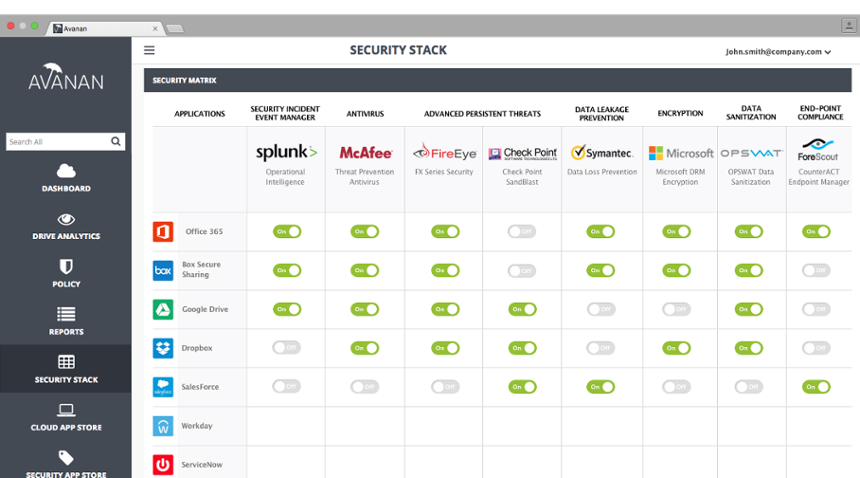 Avanan
AVANAN
SECURITY STACK
John.smith@company.com
Search All
DASHBOARD
DRIVE ANALYTICS
POLICY
REPORTS
SECURITY STACK
CLOUD APP STORE
SECURITY APP STORE
SECURITY MATRIX
APPLICATIONS
SECURITY INCIDENT
EVENT MANAGER
ANTIVIRUS
ADVANCED PERSISTENT THREATS
DATA LEAKAGE
PREVENTION
ENCRYPTION
DATA
SANITIZATION
END-POINT
COMPLIANCE
splunk>
Operational
Intelligence
McAfee
Threat Prevention
Antivirus
FireEye
FX Series Security
Check Point
SOFTWARE TECHNOLOGIES LTD.
Check Point
SandBlast
Symantec.
Data Loss Prevention
Microsoft
Microsoft DRM
Encryption
OPSWAT
OPSWAT Data
Sanitization
ForeScout
CounterACT
Endpoint Manager
Office 365 On On On Off On On On On
box Box Secure
Sharing On On On Off On On On Off
Google Drive On On On On Off Off On Off
Dropbox Off On On On Off On On Off
salesforce SalesForce Off Off Off On On Off Off On
Workday
ServiceNow